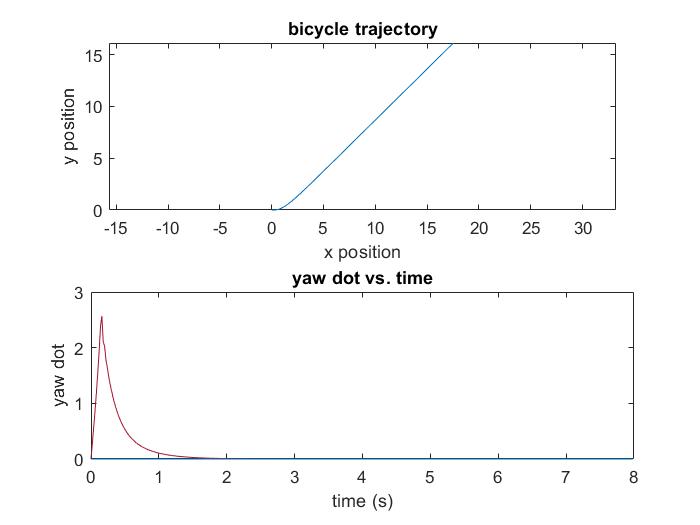 bicycle trajectory
15
10
5
0
y position
-15 -10 -5 0 5 10 15 20 25 30
x position
yaw dot vs. time
3
2
1
0
yaw dot
0 1 2 3 4 5 6 7 8
time (s)